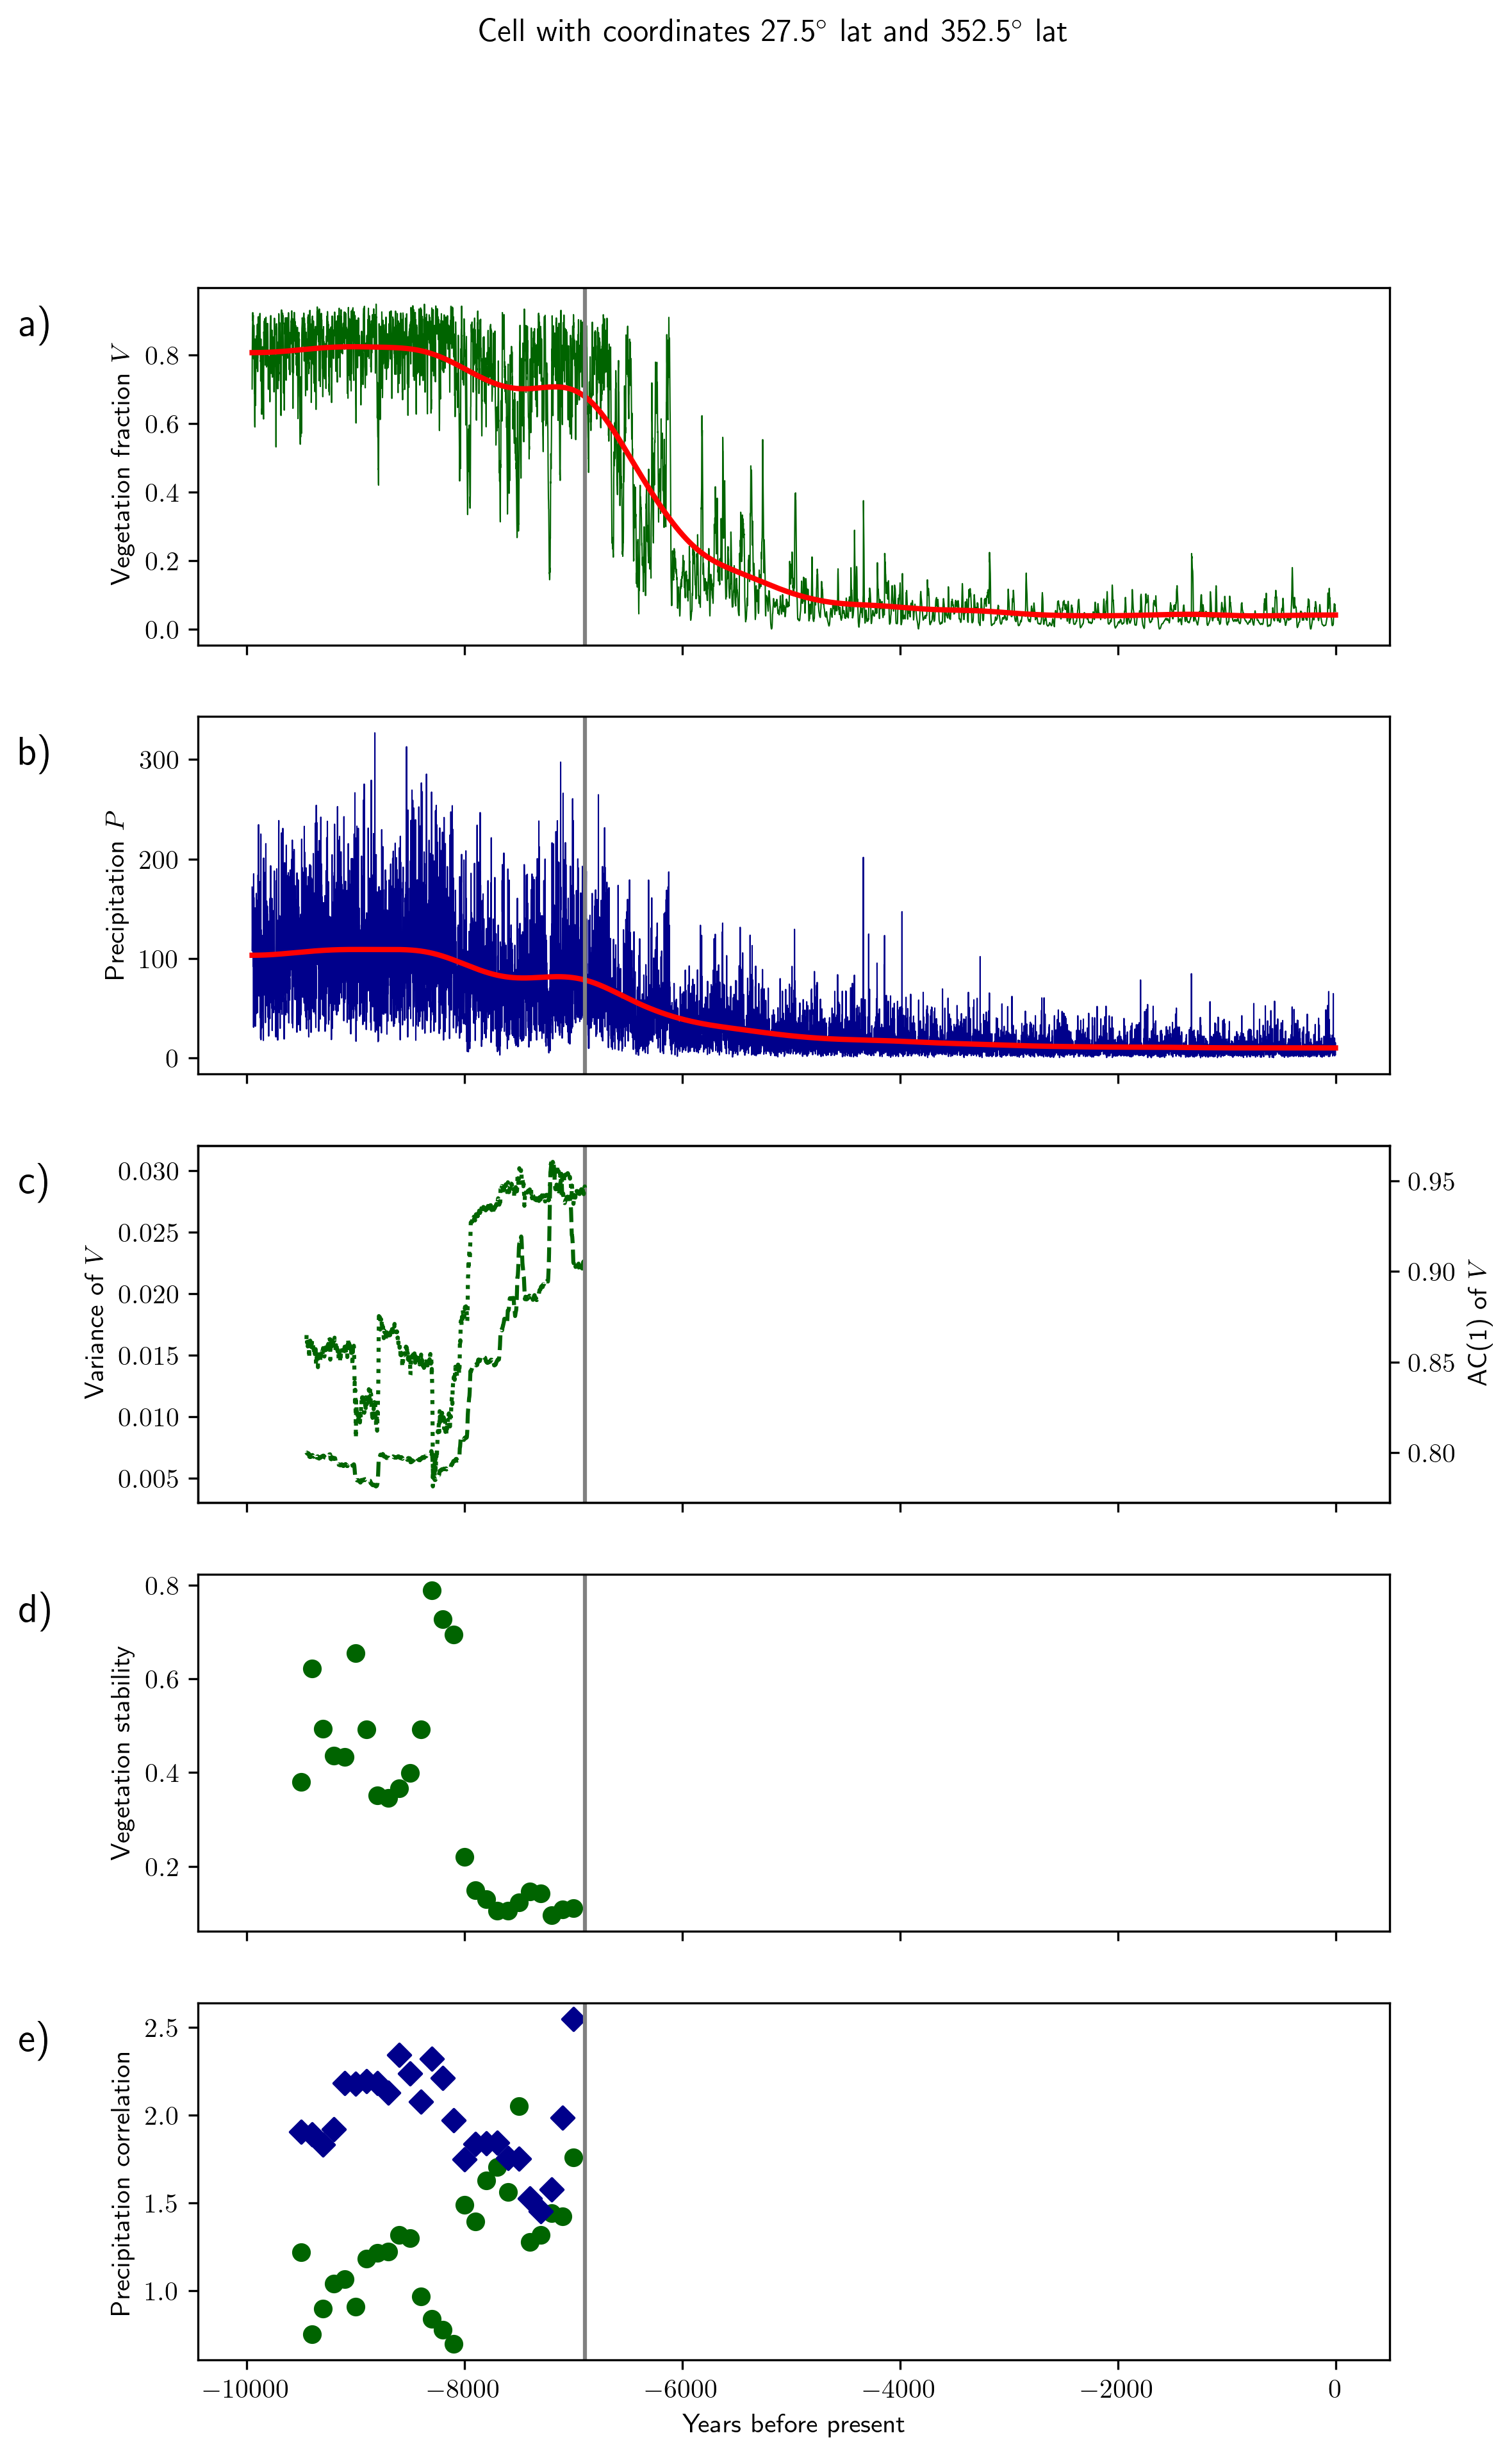 Cell with coordinates 27.5° lat and 352.5° lat
a)
Vegetation fraction V
0.8
0.6
0.4
0.2
0.0
b)
Precipitation P
300
200
100
0
c)
Variance of V
0.030
0.025
0.020
0.015
0.010
0.005
0.95
0.90
0.85
0.80
AC(1) of V
d)
Vegetation stability
0.8
0.6
0.4
0.2
e)
Precipitation correlation
2.5
2.0
1.5
1.0
−10000 −8000 −6000 −4000 −2000 0
Years before present